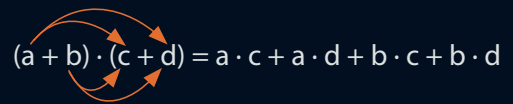 (a + b) · (c + d) = a · c + a · d + b · c + b · d